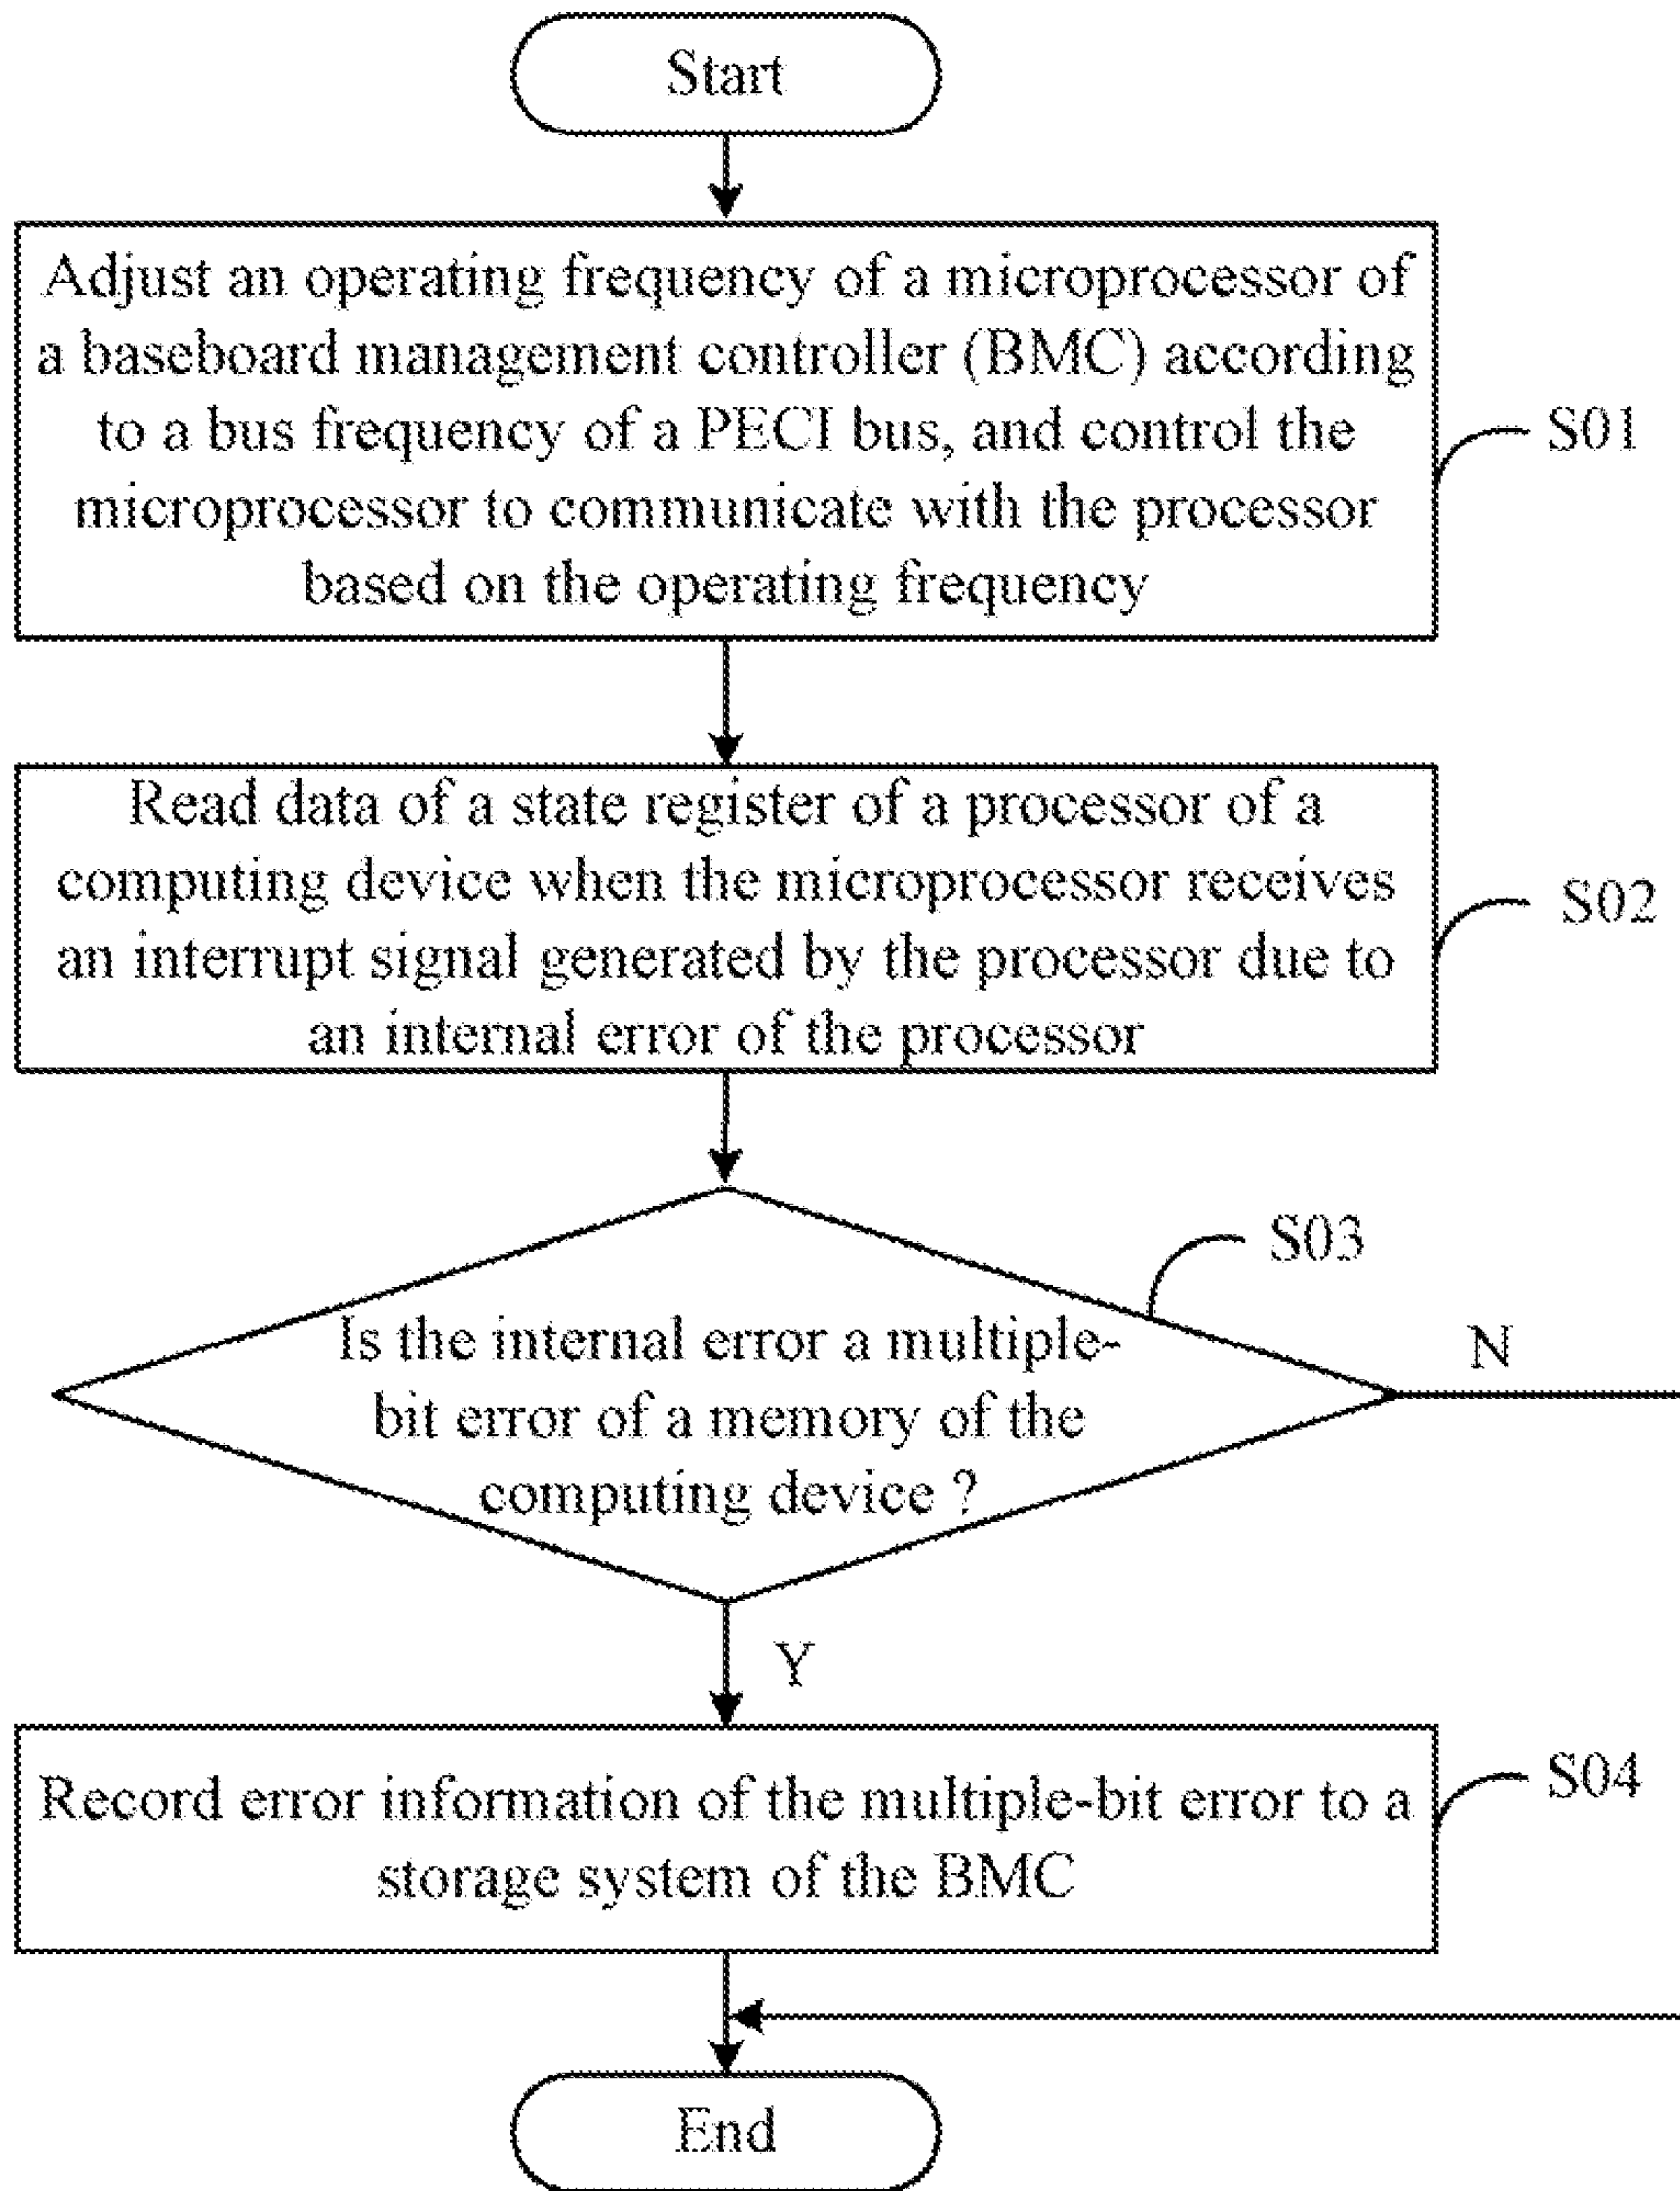 Start
Adjust an operating frequency of a microprocessor of
a baseboard management controller (BMC) according
to a bus frequency of a PECI bus, and control the
microprocessor to communicate with the processor
based on the operating frequency
S01
Read data of a state register of a processor of a
computing device when the microprocessor receives
an interrupt signal generated by the processor due to
an internal error of the processor
S02
S03
Is the internal error a multiple-
bit error of a memory of the
computing device ?
N
Y
Record error information of the multiple-bit error to a
storage system of the BMC
S04
End